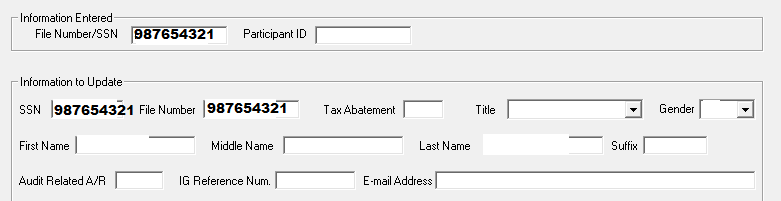 Information Entered
File Number/SSN 987654321 Participant ID
Information to Update
SSN 987654321 File Number 987654321 Tax Abatement Title Gender
First Name Middle Name Last Name Suffix
Audit Related A/R IG Reference Num. E-mail Address